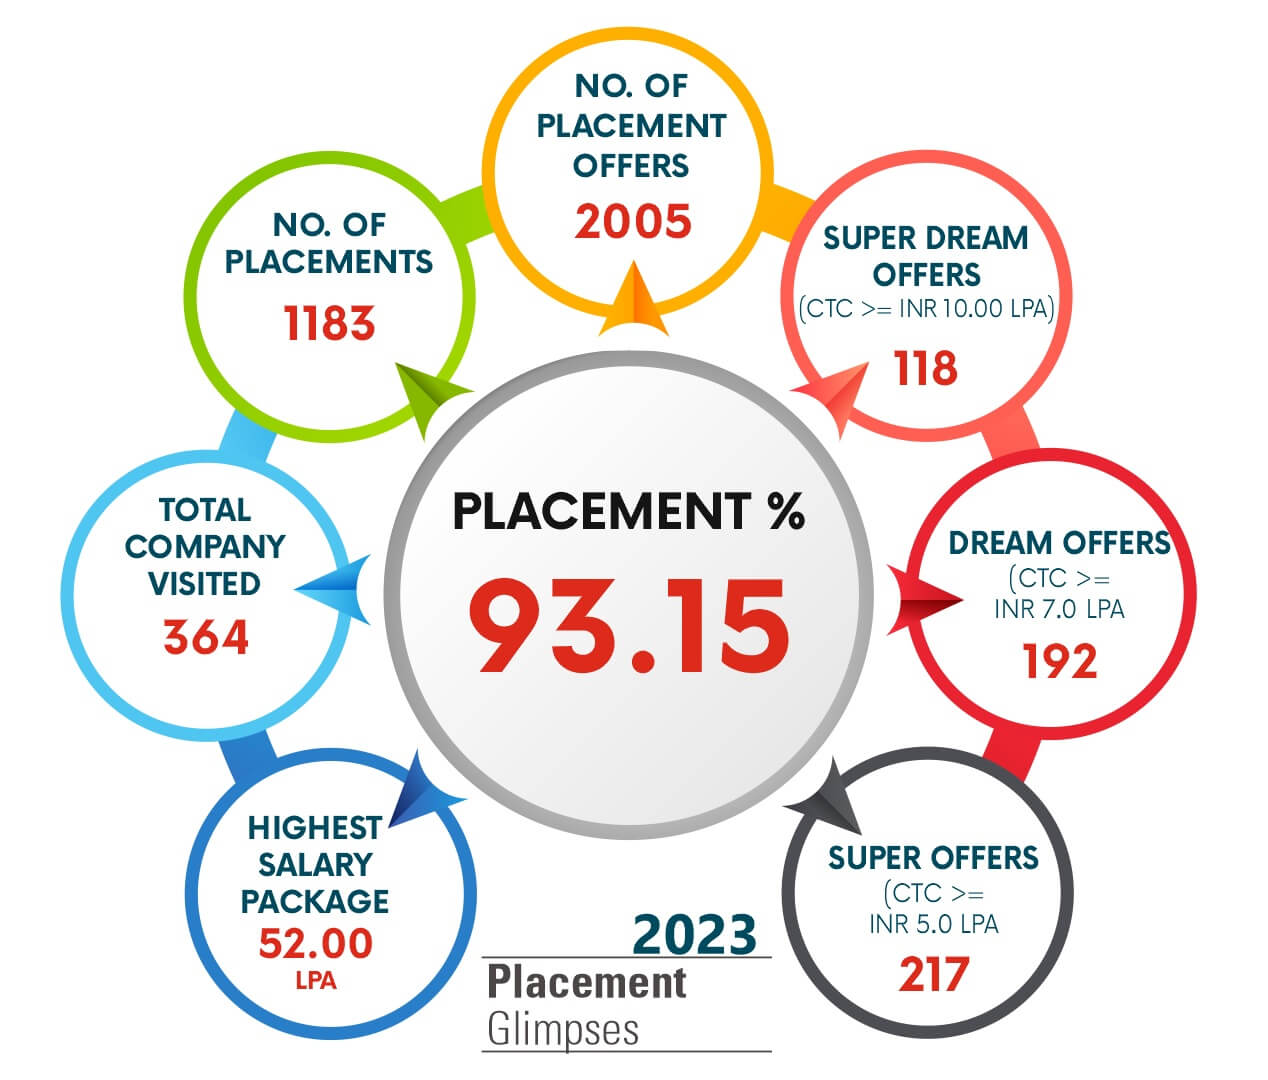 NO. OF
PLACEMENT
OFFERS
2005
NO. OF
PLACEMENTS
1183
SUPER DREAM
OFFERS
(CTC >= INR 10.00 LPA)
118
TOTAL
COMPANY
VISITED
364
PLACEMENT %
93.15
DREAM OFFERS
(CTC >=
INR 7.0 LPA
192
HIGHEST
SALARY
PACKAGE
52.00
LPA
SUPER OFFERS
(CTC >=
INR 5.0 LPA
217
2023
Placement
Glimpses